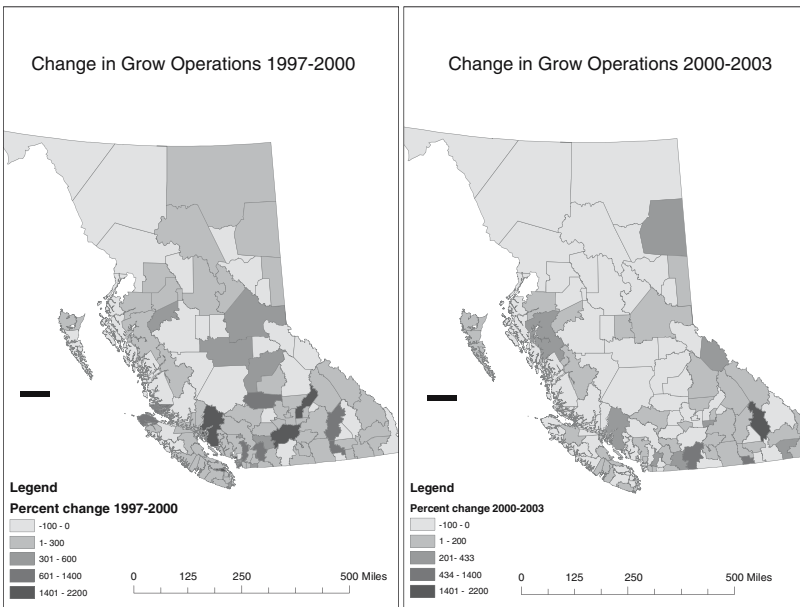 Change in Grow Operations 1997-2000
Legend
Percent change 1997-2000
-100 - 0
1- 300
301 - 600
601 - 1400
1401 - 2200
0 125 250 500 Miles
Change in Grow Operations 2000-2003
Legend
Percent change 2000-2003
-100 - 0
1 - 200
201- 433
434 - 1400
1401 - 2200
0 125 250 500 Miles